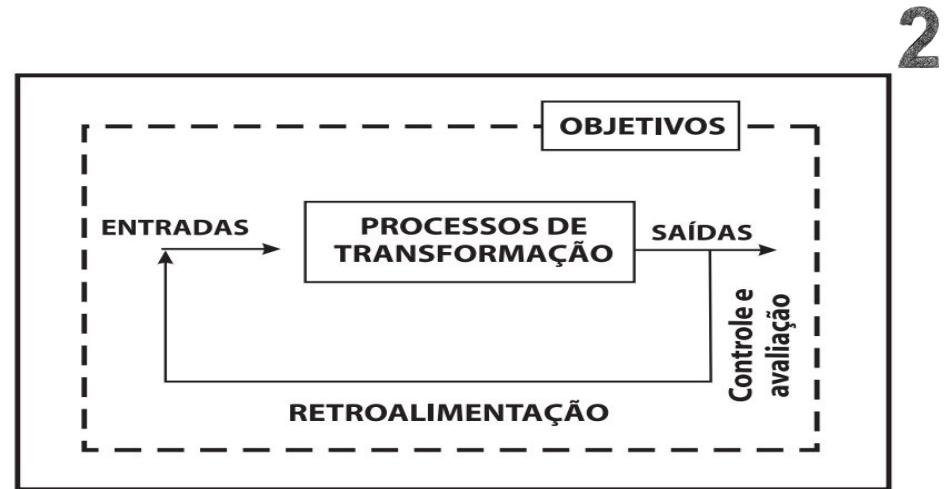 2
OBJETIVOS
ENTRADAS
PROCESSOS DE
TRANSFORMAÇÃO
SAÍDAS
Controle e
avaliação
RETROALIMENTAÇÃO